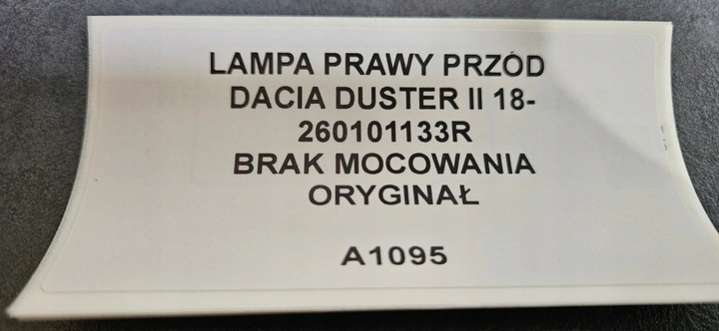 LAMPA PRAWY PRZÓD
DACIA DUSTER II 18-
260101133R
BRAK MOCOWANIA
ORYGINAŁ
A1095